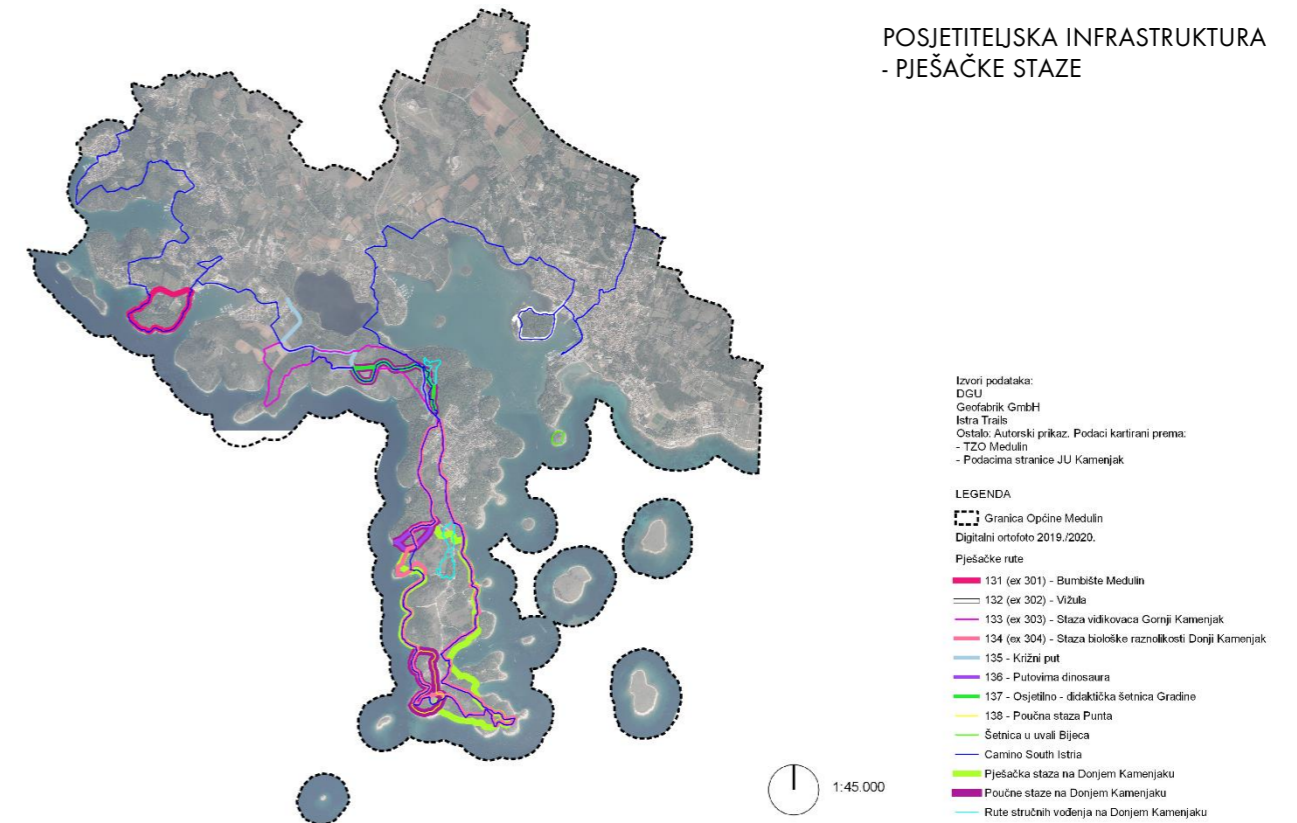 POSJETITELJSKA INFRASTRUKTURA
- PJEŠAČKE STAZE
Izvori podataka:
DGU
Geofabrik GmbH
Istra Trails
Ostalo: Autorski prikaz. Podaci kartirani prema:
- TZO Medulin
- Podacima stranice JU Kamenjak
LEGENDA
Granica Općine Medulin
Digitalni ortofoto 2019./2020.
Pješačke rute
131 (ex 301) - Bumbište Medulin
132 (ex 302) - Vižula
133 (ex 303) - Staza vidikovaca Gornji Kamenjak
134 (ex 304) - Staza biološke raznolikosti Donji Kamenjak
135 - Križni put
136 - Putovima dinosaura
137 - Osjetilno - didaktička šetnica Gradine
138 - Poučna staza Punta
Šetnica u uvali Bijeca
Camino South Istria
Pješačka staza na Donjem Kamenjaku
Poučne staze na Donjem Kamenjaku
Rute stručnih vođenja na Donjem Kamenjaku
1:45.000